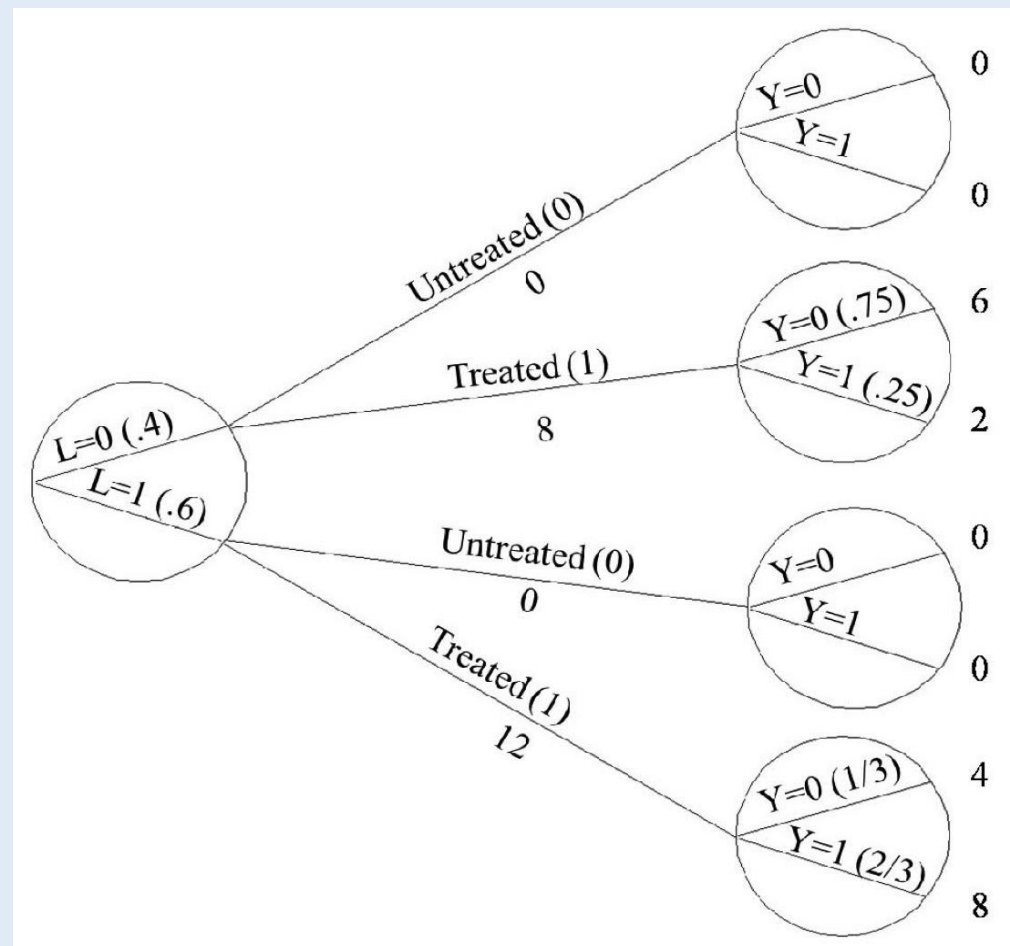 Y=0
0
Y=1
0
Untreated (0)
0
Y=0 (.75)
6
Treated (1)
8
Y=1 (.25)
2
L=0 (.4)
L=1 (.6)
Untreated (0)
0
Y=0
0
Y=1
0
Treated (1)
12
Y=0 (1/3)
4
Y=1 (2/3)
8